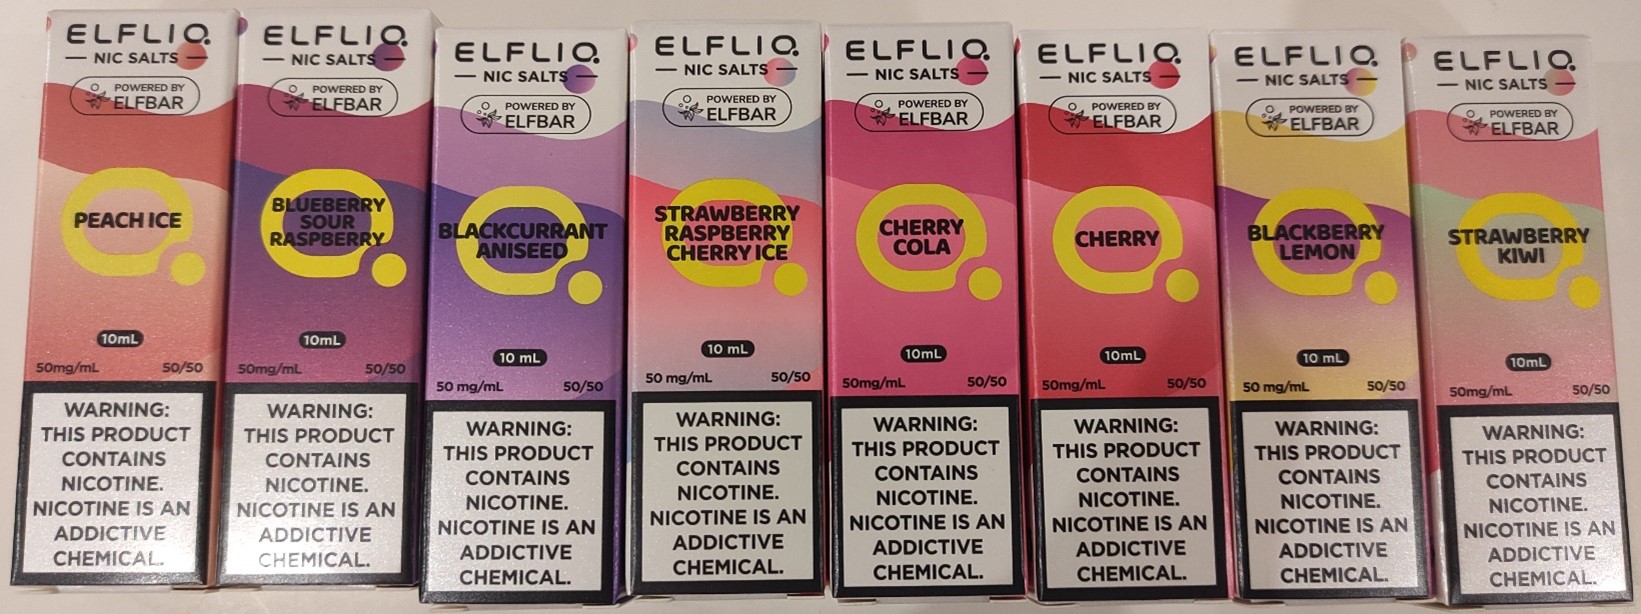 ELFLIQ
NIC SALTS
POWERED BY
ELFBAR
PEACH ICE
10mL
50mg/mL 50/50
WARNING:
THIS PRODUCT
CONTAINS
NICOTINE.
NICOTINE IS AN
ADDICTIVE
CHEMICAL.
ELFLIQ
NIC SALTS
POWERED BY
ELFBAR
BLUEBERRY
SOUR
RASPBERRY
10mL
50mg/mL 50/50
WARNING:
THIS PRODUCT
CONTAINS
NICOTINE.
NICOTINE IS AN
ADDICTIVE
CHEMICAL.
ELFLIQ
NIC SALTS
POWERED BY
ELFBAR
BLACKCURRANT
ANISEED
10 mL
50 mg/mL 50/50
WARNING:
THIS PRODUCT
CONTAINS
NICOTINE.
NICOTINE IS AN
ADDICTIVE
CHEMICAL.
ELFLIQ
NIC SALTS
POWERED BY
ELFBAR
STRAWBERRY
RASPBERRY
CHERRY ICE
10 mL
50 mg/mL 50/50
WARNING:
THIS PRODUCT
CONTAINS
NICOTINE.
NICOTINE IS AN
ADDICTIVE
CHEMICAL.
ELFLIQ
NIC SALTS
POWERED BY
ELFBAR
CHERRY
COLA
10mL
50mg/mL 50/50
WARNING:
THIS PRODUCT
CONTAINS
NICOTINE.
NICOTINE IS AN
ADDICTIVE
CHEMICAL.
ELFLIQ
NIC SALTS
POWERED BY
ELFBAR
CHERRY
10mL
50mg/mL 50/50
WARNING:
THIS PRODUCT
CONTAINS
NICOTINE.
NICOTINE IS AN
ADDICTIVE
CHEMICAL.
ELFLIQ
NIC SALTS
POWERED BY
ELFBAR
BLACKBERRY
LEMON
10 mL
50 mg/mL 50/50
WARNING:
THIS PRODUCT
CONTAINS
NICOTINE.
NICOTINE IS AN
ADDICTIVE
CHEMICAL.
ELFLIQ
NIC SALTS
POWERED BY
ELFBAR
STRAWBERRY
KIWI
10mL
50mg/mL 50/50
WARNING:
THIS PRODUCT
CONTAINS
NICOTINE.
NICOTINE IS AN
ADDICTIVE
CHEMICAL.